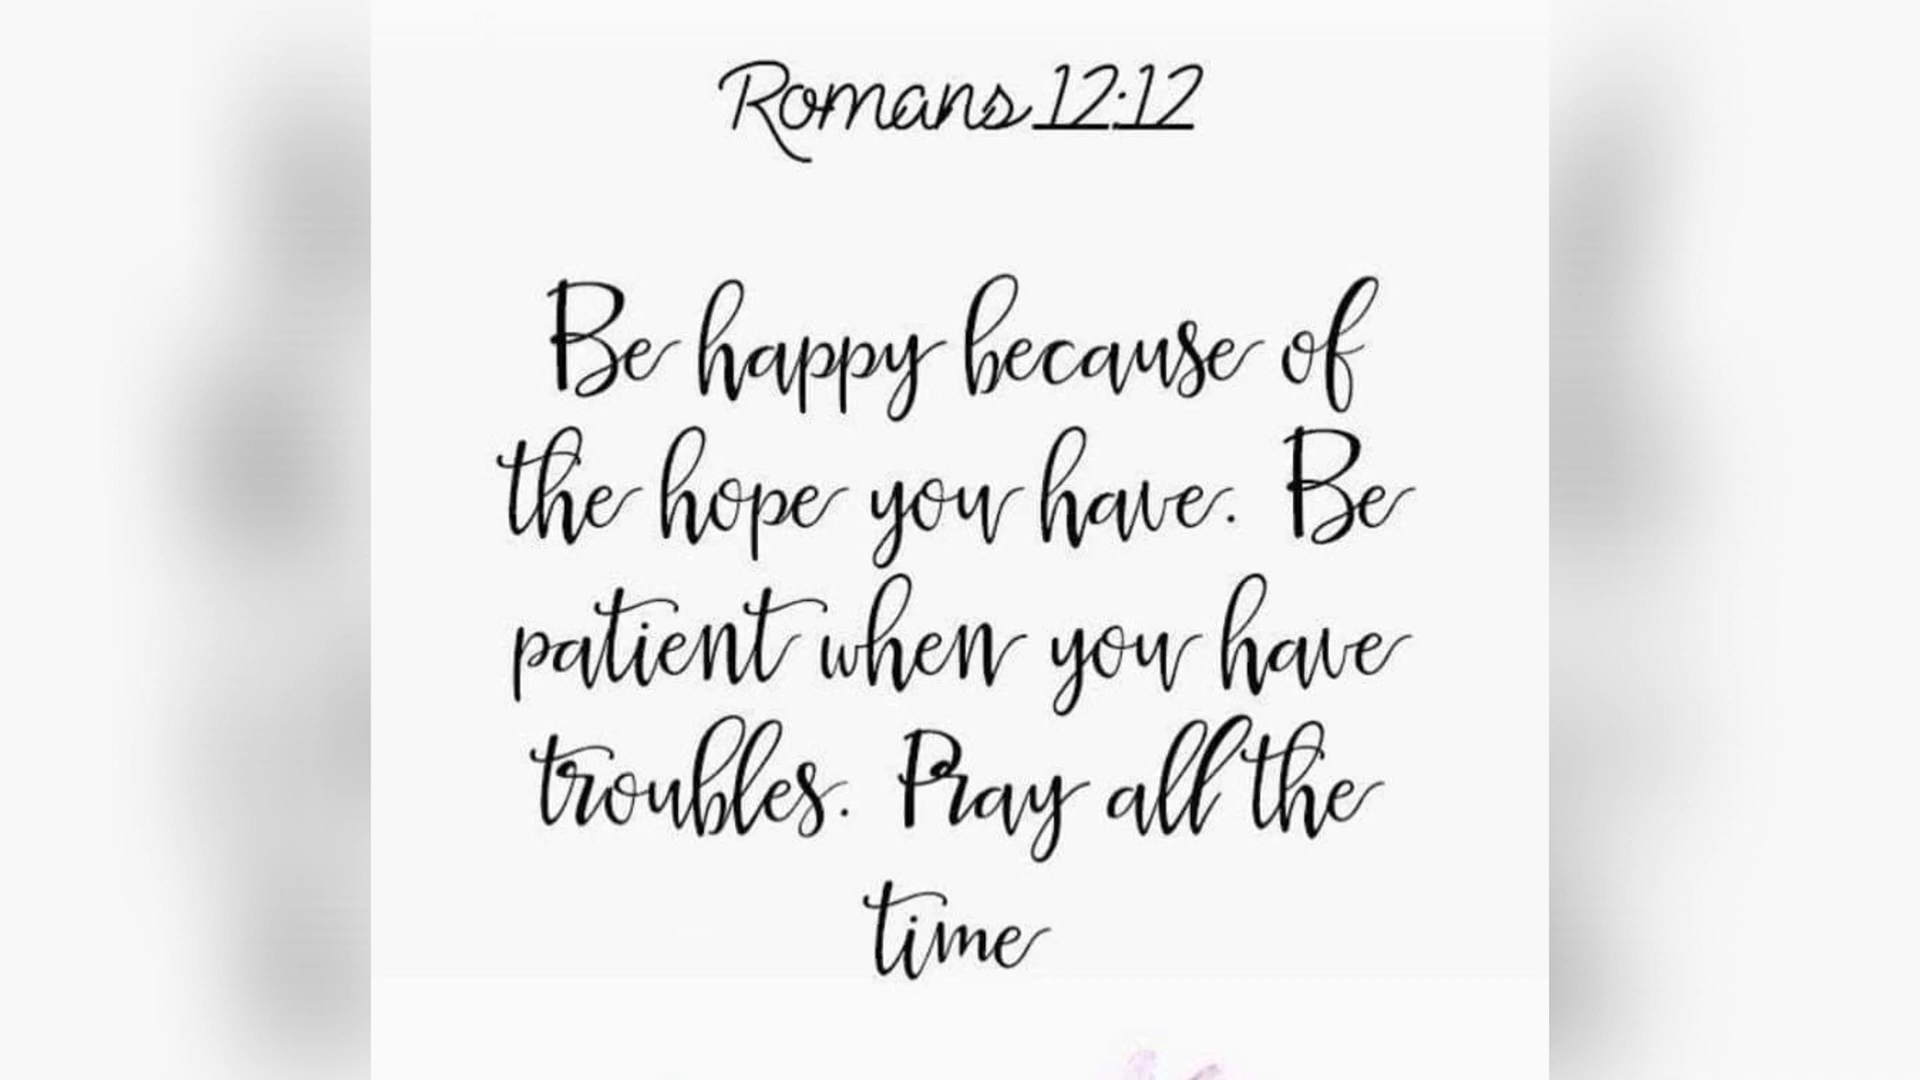 Romans 12:12
Be happy because of
the hope you have. Be
patient when you have
troubles. Pray all the
time